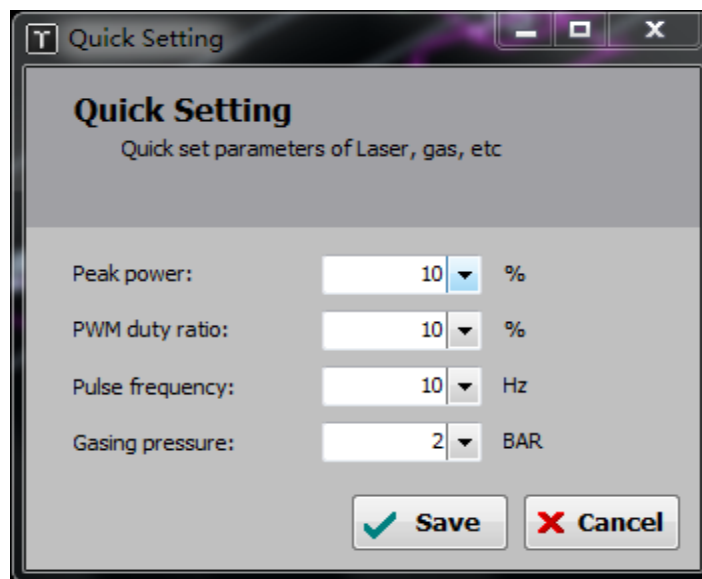 Quick Setting
Quick Setting
Quick set parameters of Laser, gas, etc
Peak power: 10 %
PWM duty ratio: 10 %
Pulse frequency: 10 Hz
Gasing pressure: 2 BAR
Save Cancel